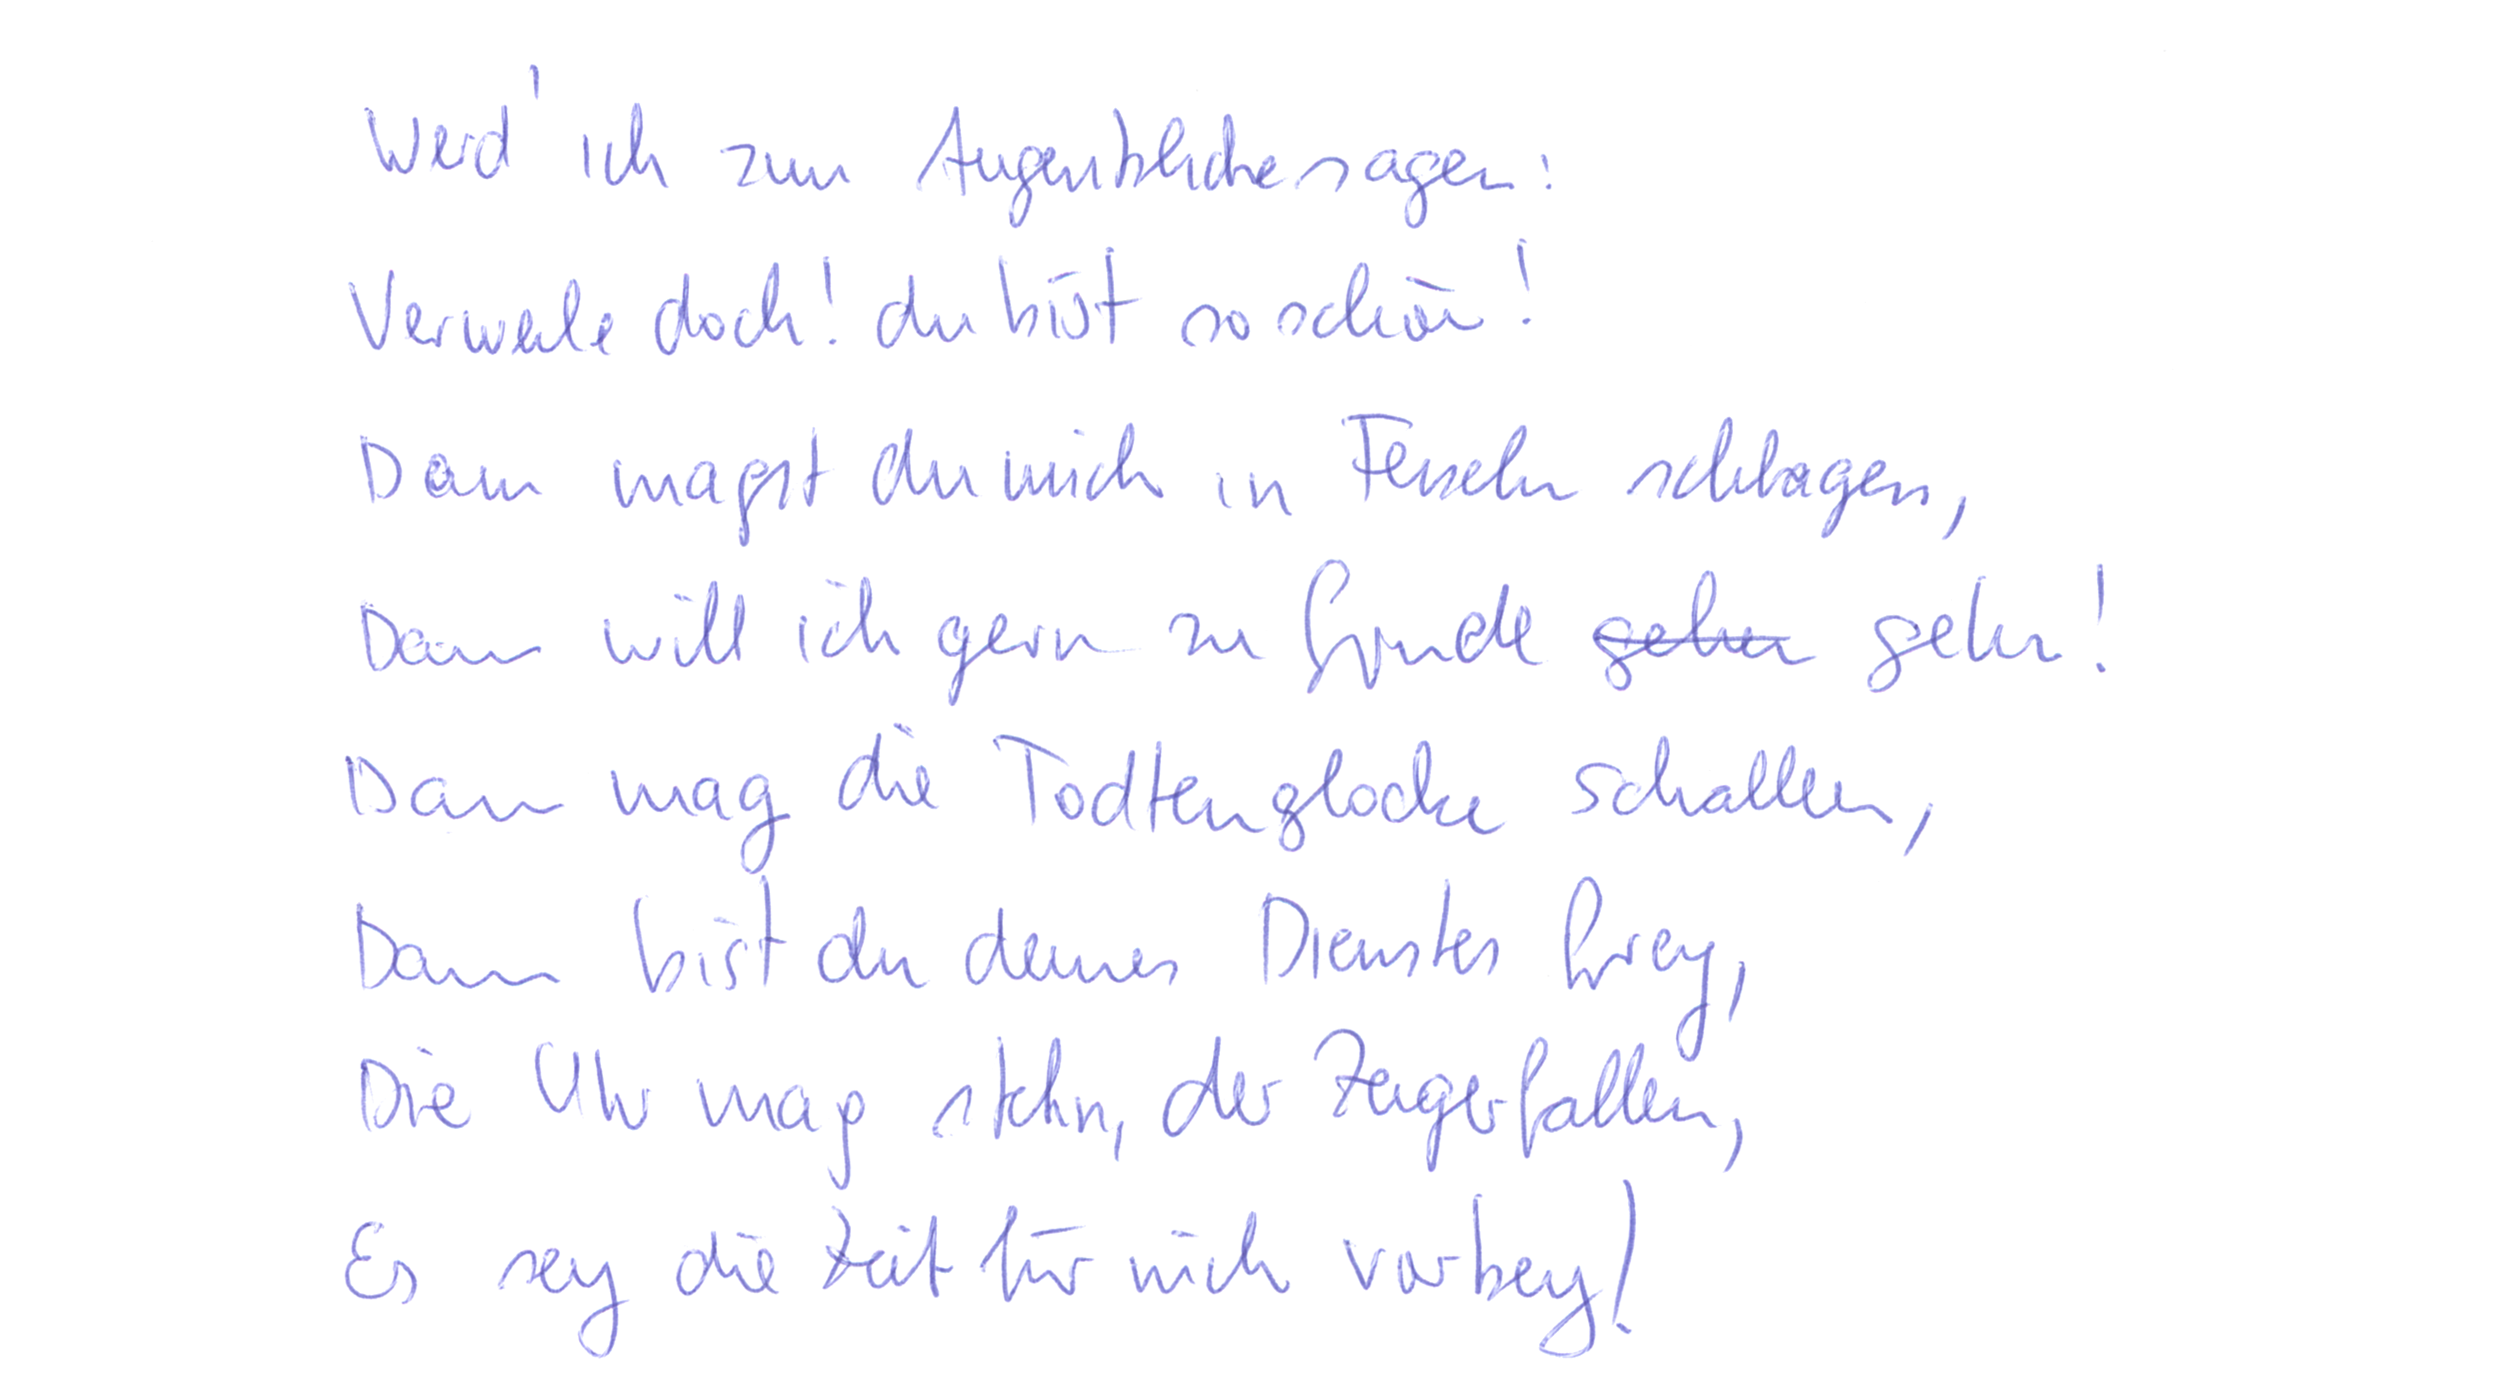 Werd' ich zum Augenblicke sagen:
Verweile doch! du bist so schön!
Dann magst du mich in Fesseln schlagen,
Dann will ich gern zu Grunde gehen gehn!
Dann mag die Todtenglocke schallen,
Dann bist du deines Dienstes frey,
Die Uhr mag stehn, der Zeiger fallen,
Es sey die Zeit für mich vorbey!